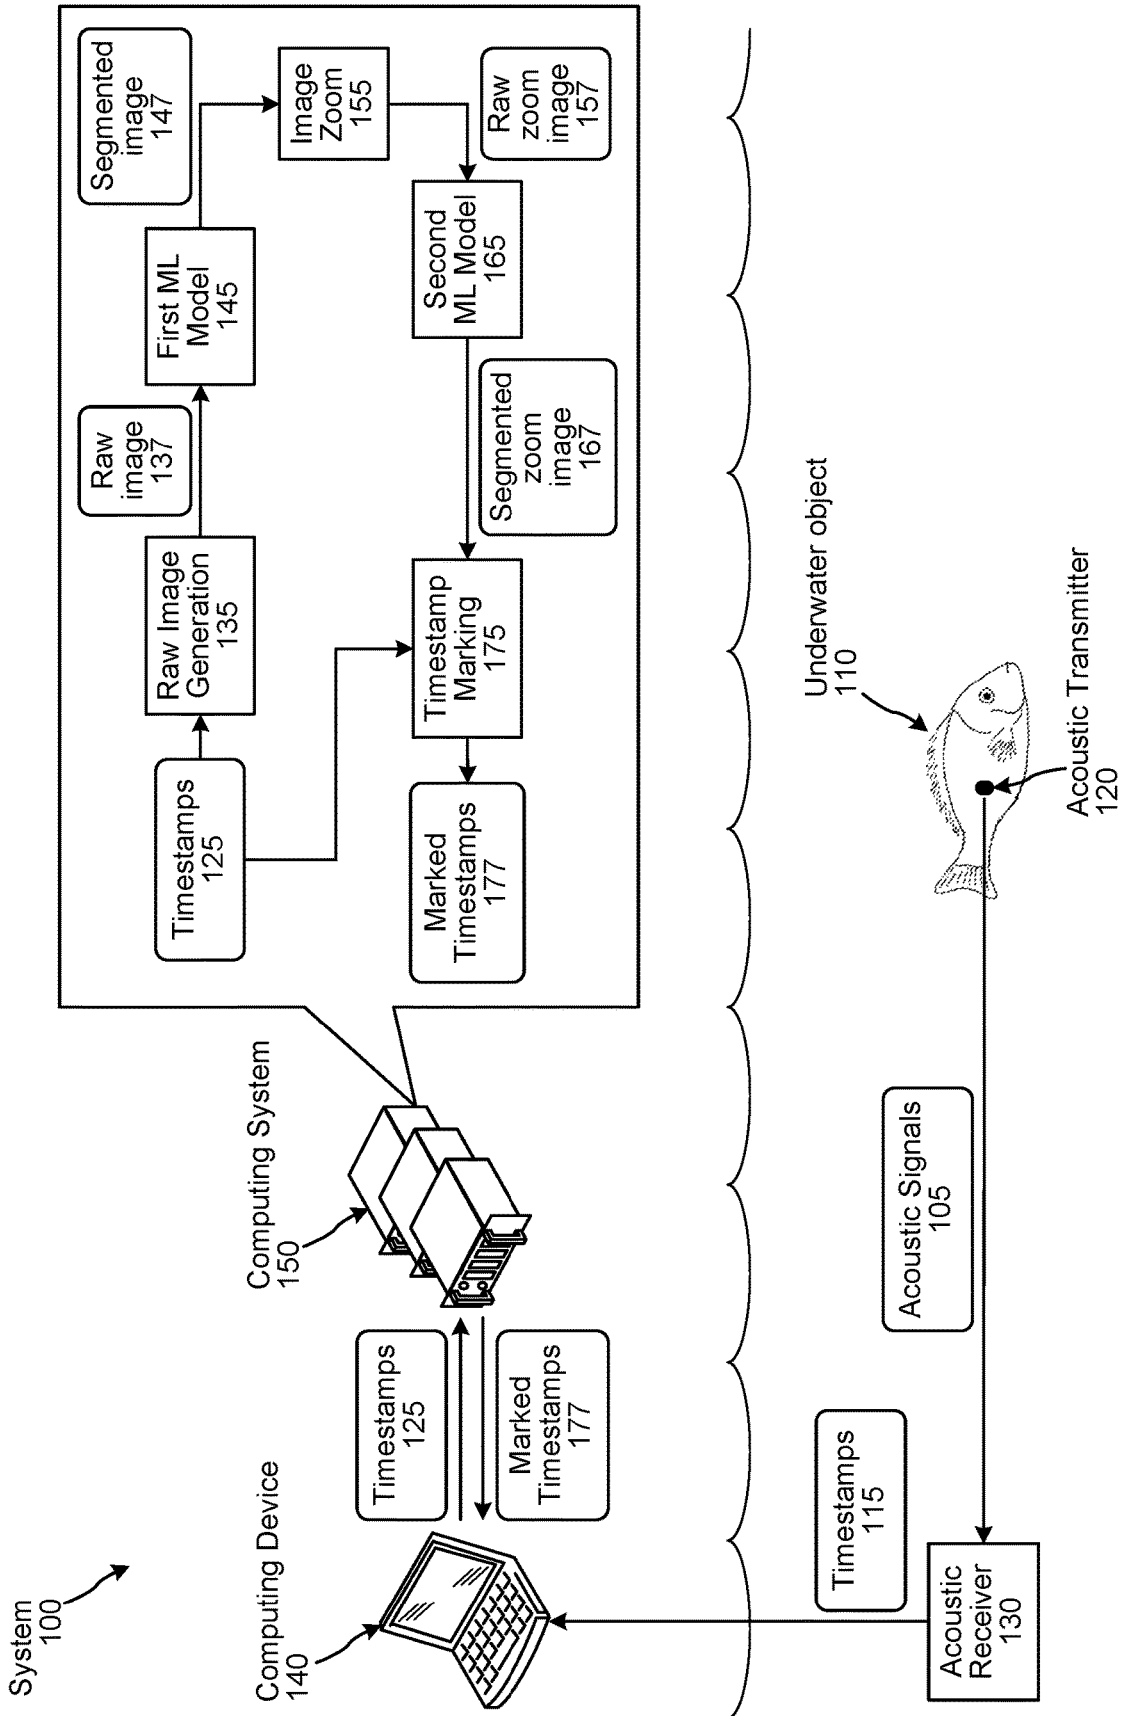 System
100
Computing Device
140
Timestamps
125
Marked
Timestamps
177
Computing System
150
Timestamps
125
Raw Image
Generation
135
Raw
image
137
First ML
Model
145
Segmented
image
147
Image
Zoom
155
Raw
zoom
image
157
Second
ML Model
165
Segmented
zoom
image
167
Timestamp
Marking
175
Marked
Timestamps
177
Timestamps
115
Acoustic
Receiver
130
Acoustic Signals
105
Underwater object
110
Acoustic Transmitter
120